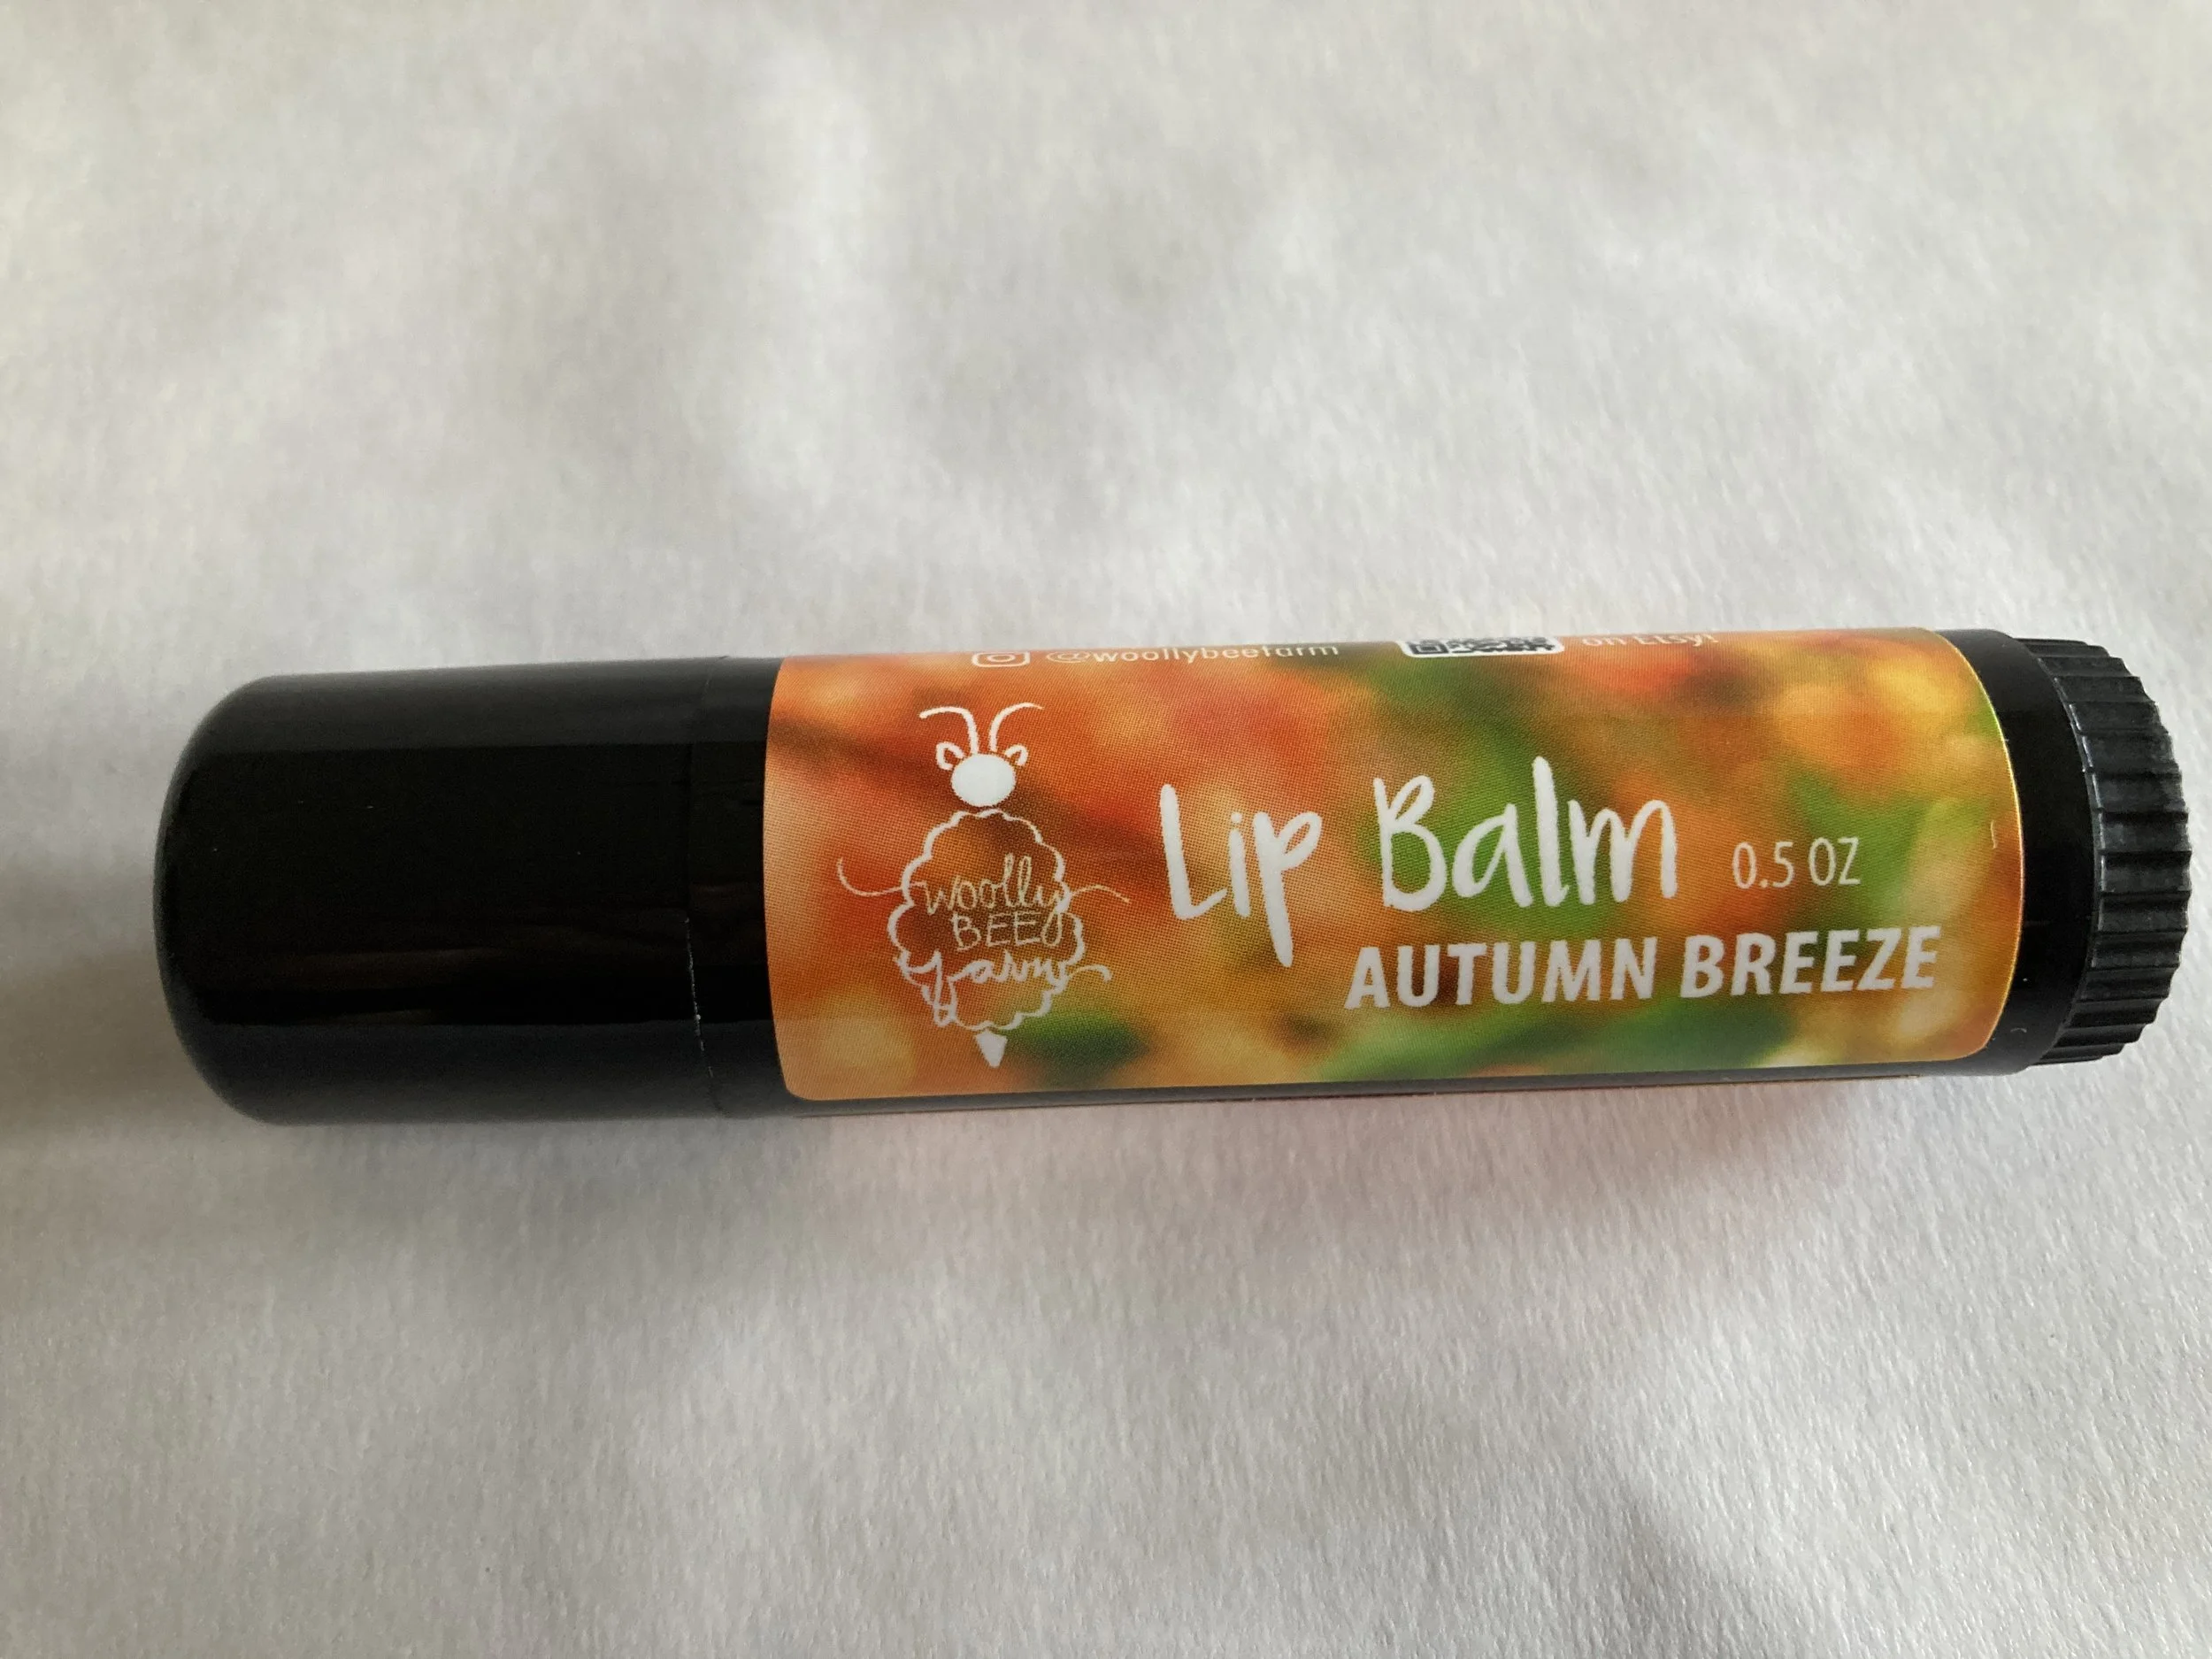 @woollybeefarm
on Etsy!
woolly
BEE
farm
Lip Balm 0.5 OZ
AUTUMN BREEZE